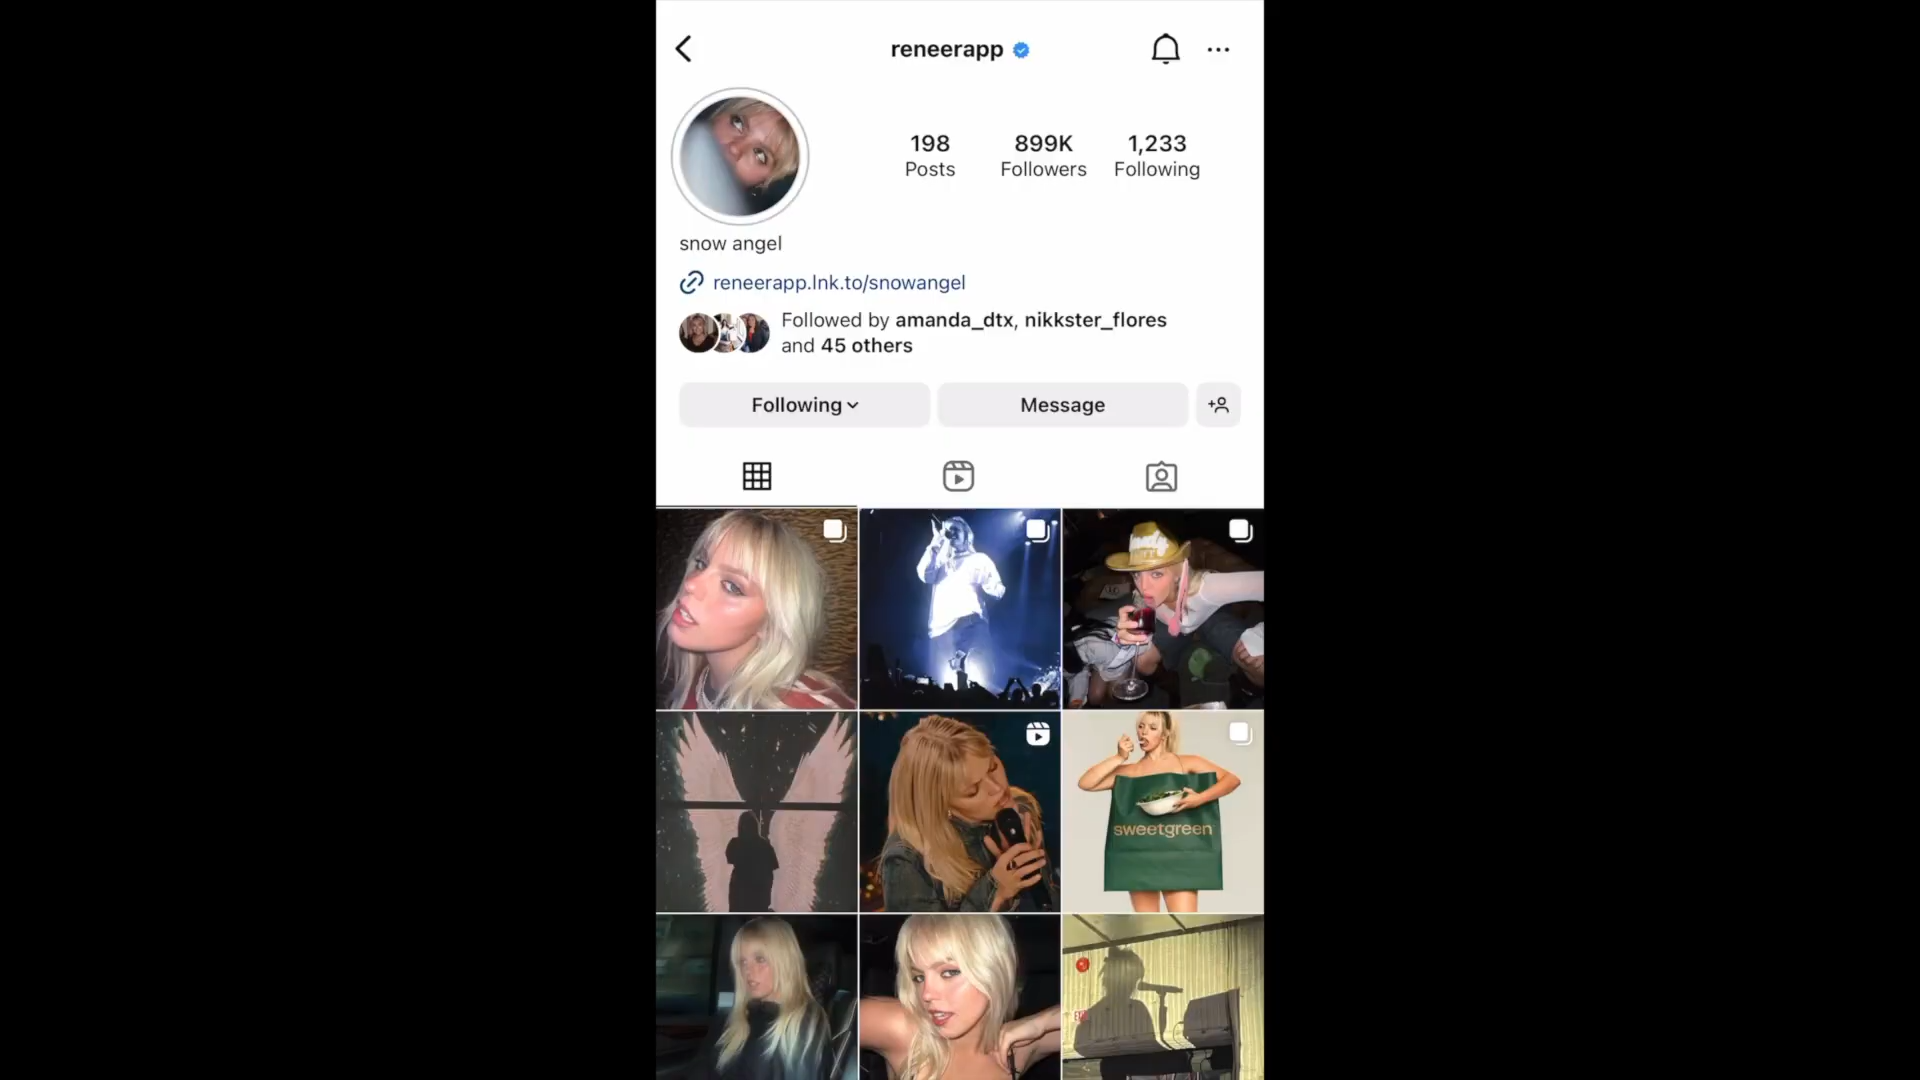 reneerapp
198 899K 1,233
Posts Followers Following
snow angel
reneerapp.lnk.to/snowangel
Followed by amanda_dtx, nikkster_flores
and 45 others
Following Message
sweetgreen